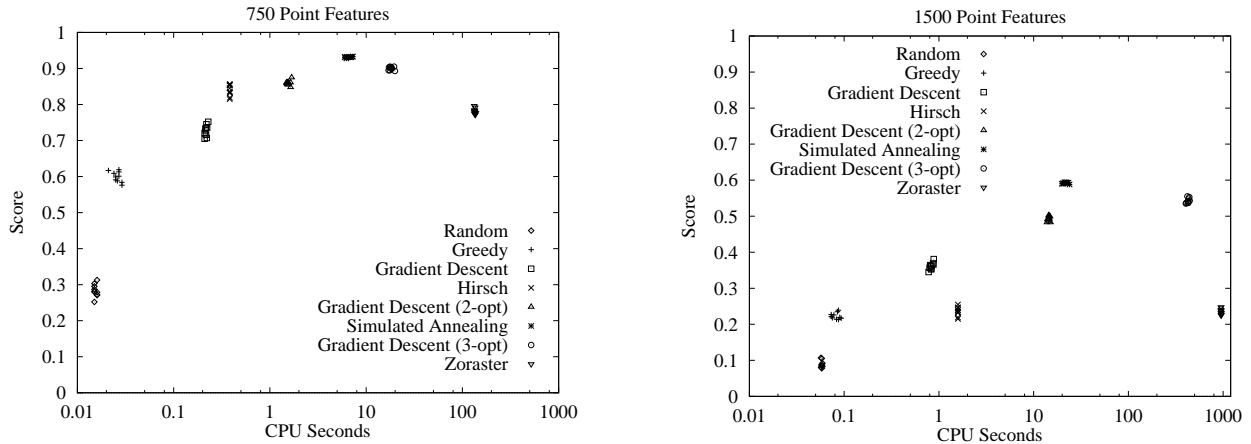 750 Point Features
Score
1
0.9
0.8
0.7
0.6
0.5
0.4
0.3
0.2
0.1
0
Random
Greedy
Gradient Descent
Hirsch
Gradient Descent (2-opt)
Simulated Annealing
Gradient Descent (3-opt)
Zoraster
0.01 0.1 1 10 100 1000
CPU Seconds
1500 Point Features
Score
1
0.9
0.8
0.7
0.6
0.5
0.4
0.3
0.2
0.1
0
Random
Greedy
Gradient Descent
Hirsch
Gradient Descent (2-opt)
Simulated Annealing
Gradient Descent (3-opt)
Zoraster
0.01 0.1 1 10 100 1000
CPU Seconds